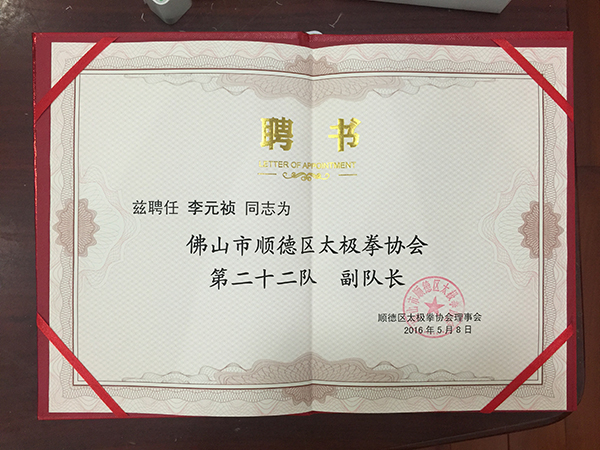 聘书
LETTER OF APPOINTMENT
兹聘任 李元祯 同志为
佛山市顺德区太极拳协会
第二十二队 副队长
顺德区太极拳协会理事会
2016年5月8日